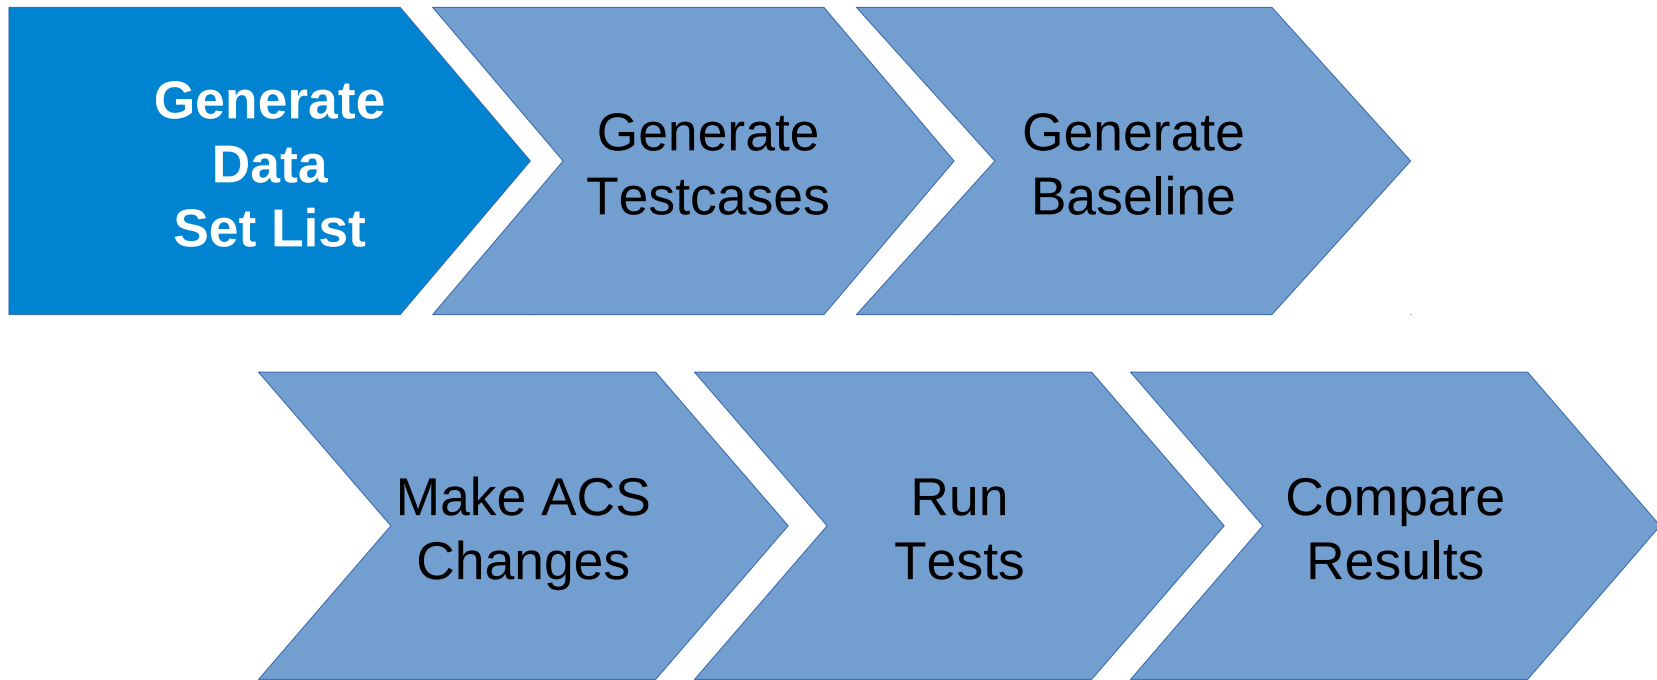 Generate
Data
Set List
Generate
Testcases
Generate
Baseline
Make ACS
Changes
Run
Tests
Compare
Results